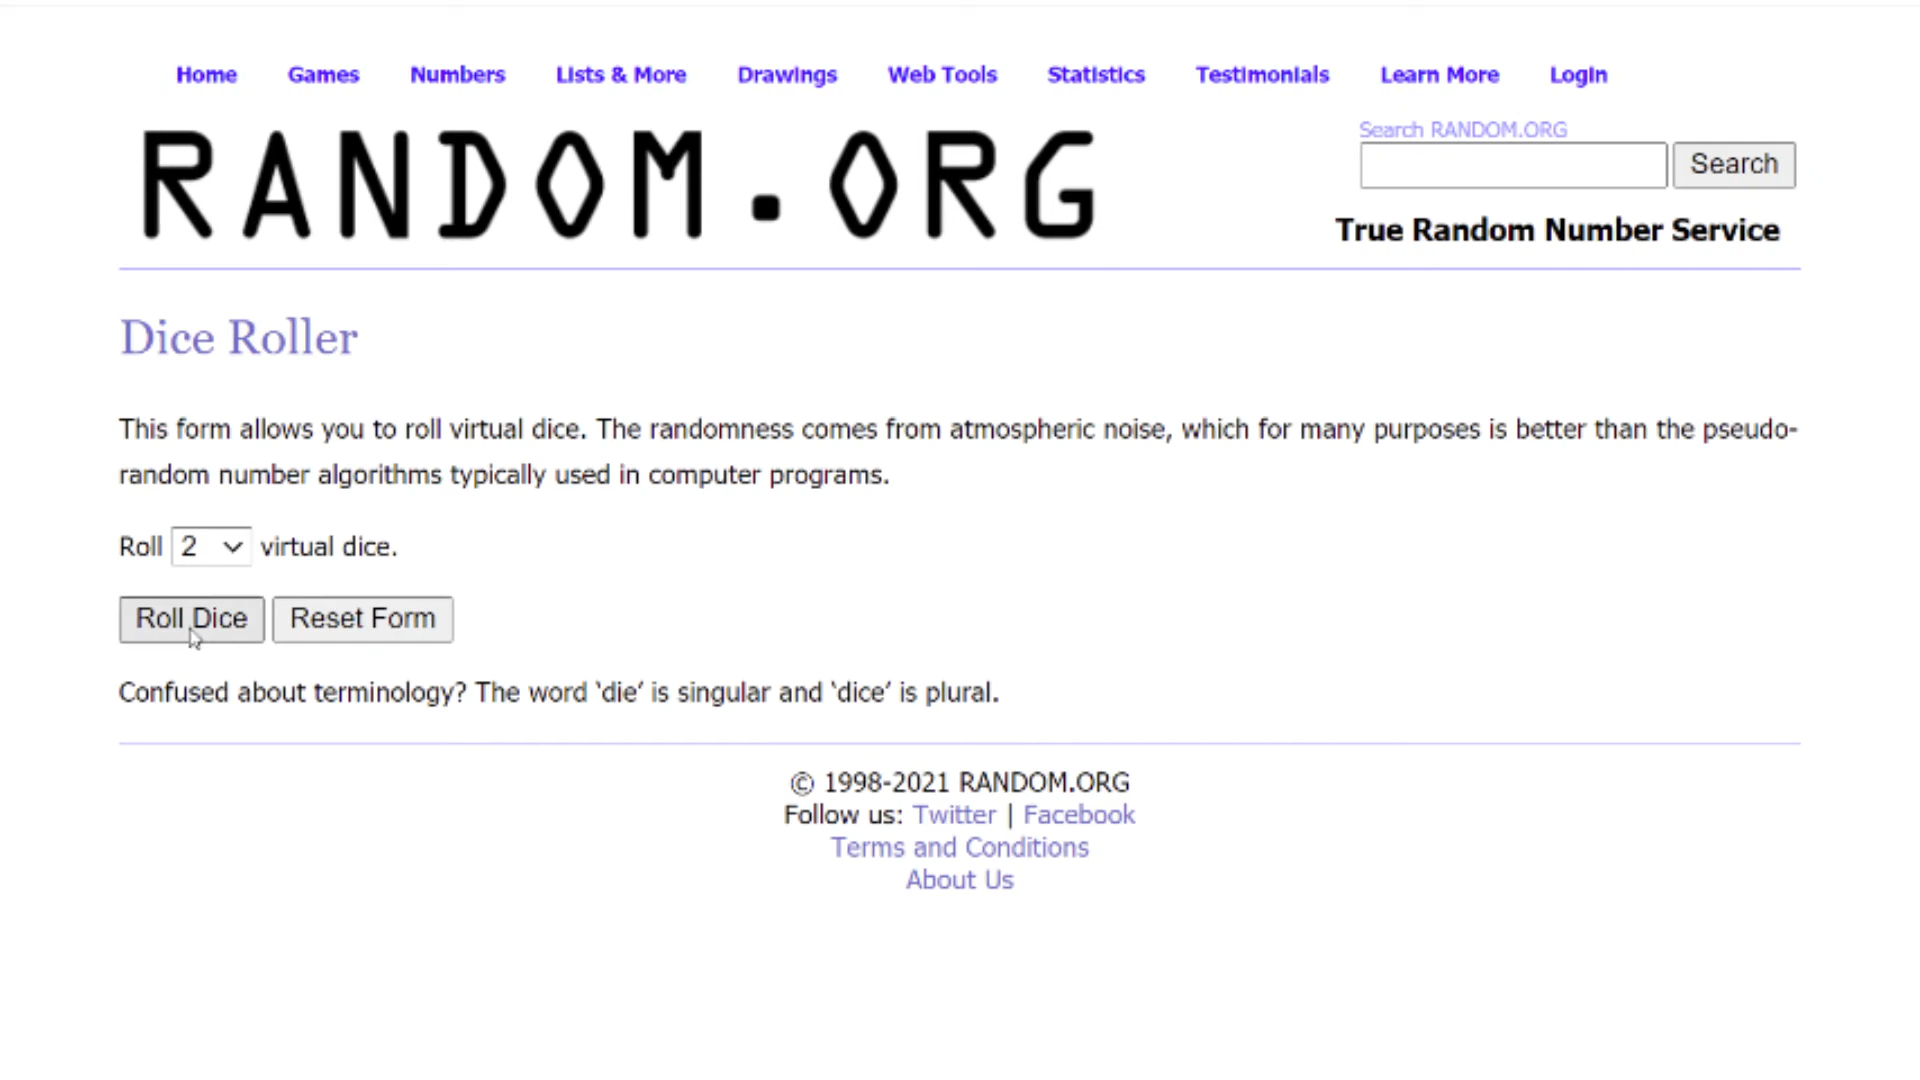 Home Games Numbers Lists & More Drawings Web Tools Statistics Testimonials Learn More Login
RANDOM.ORG
Search RANDOM.ORG
Search
True Random Number Service
Dice Roller
This form allows you to roll virtual dice. The randomness comes from atmospheric noise, which for many purposes is better than the pseudo-
random number algorithms typically used in computer programs.
Roll 2 virtual dice.
Roll Dice Reset Form
Confused about terminology? The word ‘die’ is singular and ‘dice’ is plural.
© 1998-2021 RANDOM.ORG
Follow us: Twitter | Facebook
Terms and Conditions
About Us